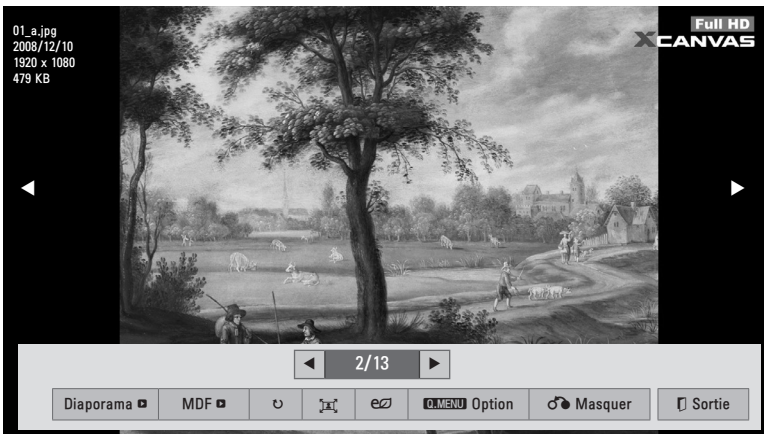 01_a.jpg
2008/12/10
1920 x 1080
479 KB
Full HD
XCANVAS
2/13
Diaporama MDF Q.MENU Option Masquer Sortie